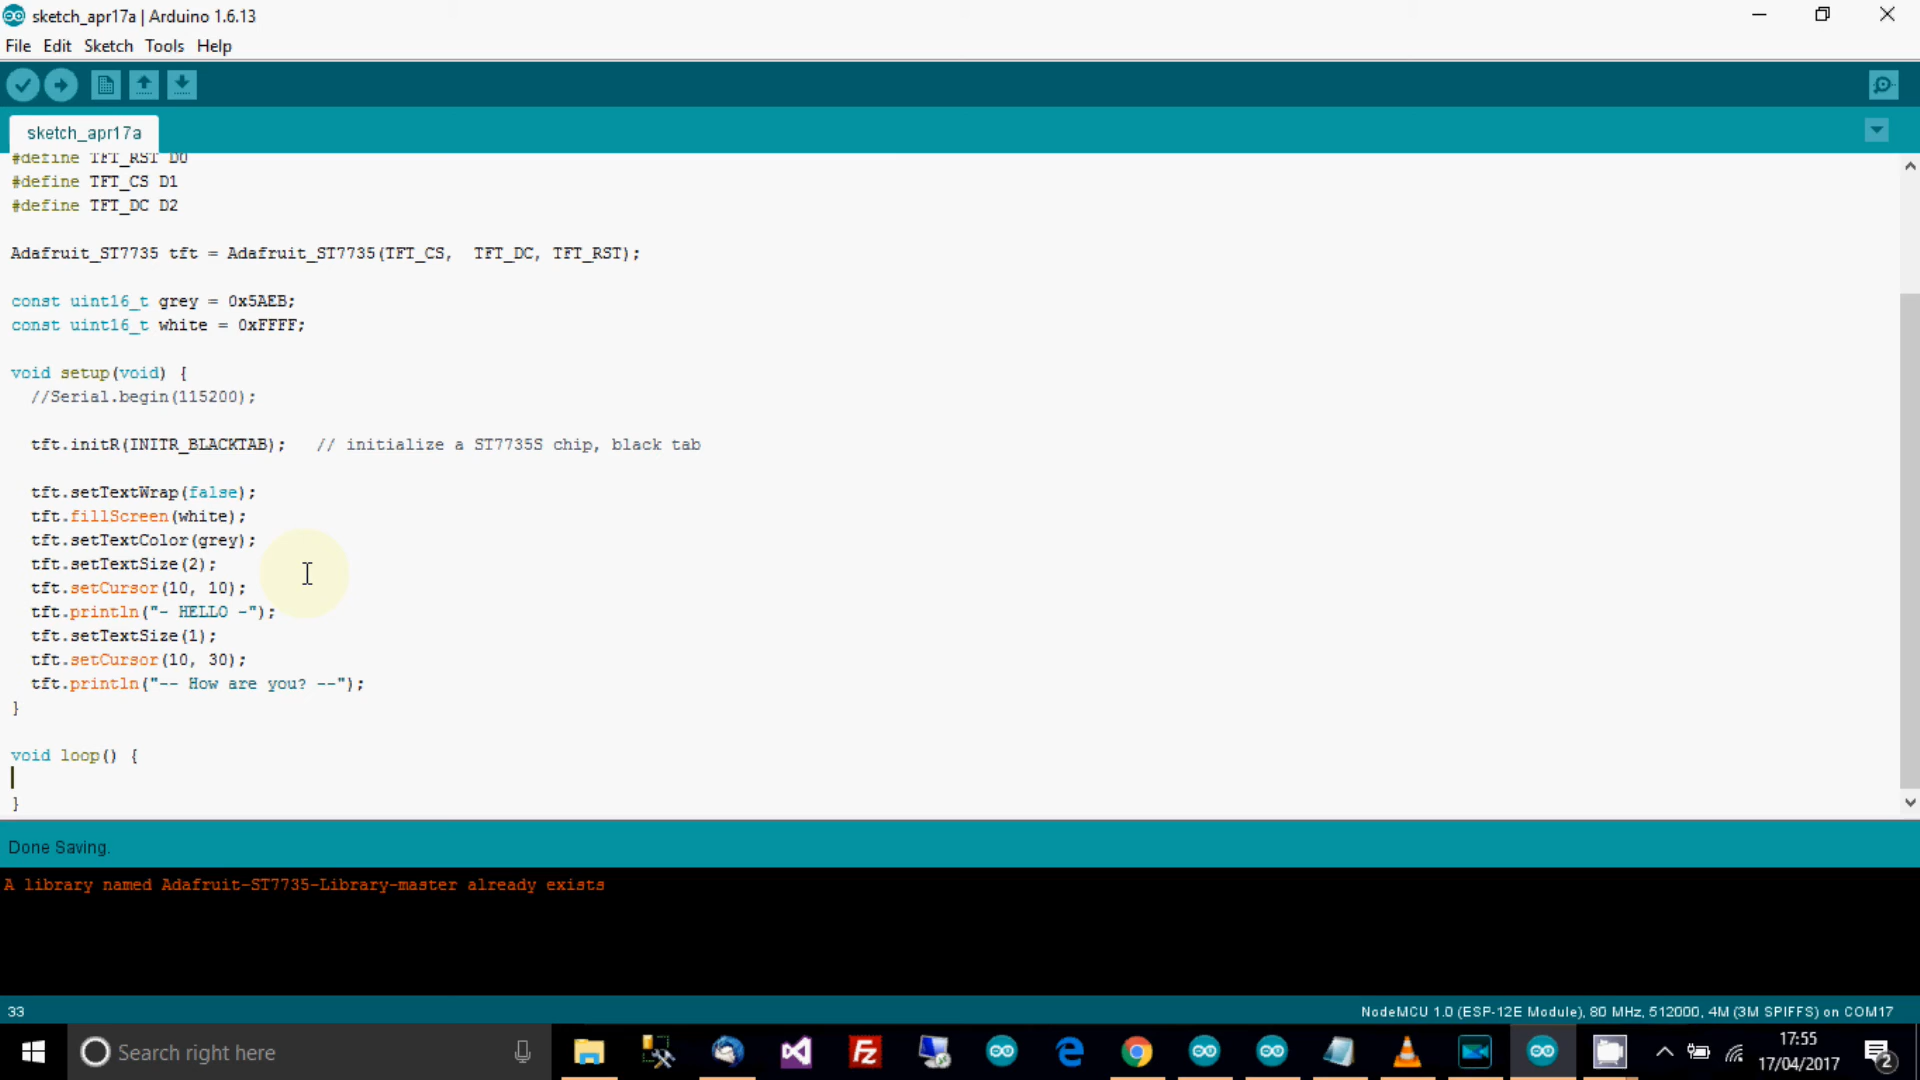 sketch_apr17a | Arduino 1.6.13
File Edit Sketch Tools Help
sketch_apr17a
#define TFT_RST D0
#define TFT_CS D1
#define TFT_DC D2
Adafruit_ST7735 tft = Adafruit_ST7735(TFT_CS,  TFT_DC, TFT_RST);
const uint16_t grey = 0x5AEB;
const uint16_t white = 0xFFFF;
void setup(void) {
  //Serial.begin(115200);
  tft.initR(INITR_BLACKTAB);   // initialize a ST7735S chip, black tab
  tft.setTextWrap(false);
  tft.fillScreen(white);
  tft.setTextColor(grey);
  tft.setTextSize(2);
  tft.setCursor(10, 10);
  tft.println("- HELLO -");
  tft.setTextSize(1);
  tft.setCursor(10, 30);
  tft.println("-- How are you? --");
}
void loop() {
}
Done Saving.
A library named Adafruit-ST7735-Library-master already exists
33
NodeMCU 1.0 (ESP-12E Module), 80 MHz, 512000, 4M (3M SPIFFS) on COM17
Search right here
17:55
17/04/2017
2